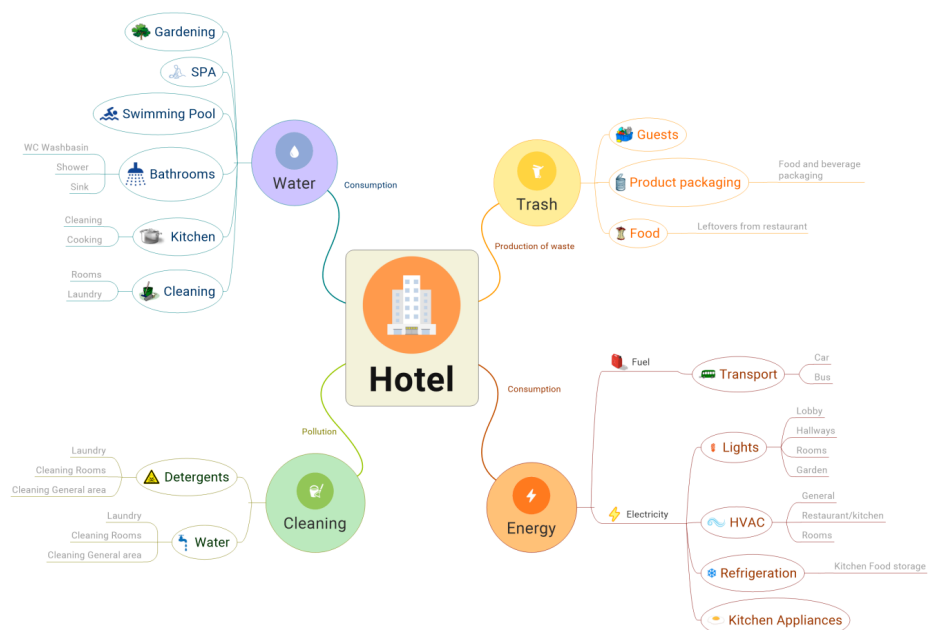 Gardening
SPA
Swimming Pool
WC Washbasin
Shower
Sink
Bathrooms
Cleaning
Cooking
Kitchen
Rooms
Laundry
Cleaning
Water
Consumption
Guests
Product packaging
Food and beverage
packaging
Food
Leftovers from restaurant
Trash
Production of waste
Hotel
Pollution
Laundry
Cleaning Rooms
Cleaning General area
Detergents
Laundry
Cleaning Rooms
Cleaning General area
Water
Cleaning
Consumption
Energy
Fuel
Transport
Car
Bus
Electricity
Lights
Lobby
Hallways
Rooms
Garden
HVAC
General
Restaurant/kitchen
Rooms
Refrigeration
Kitchen Food storage
Kitchen Appliances